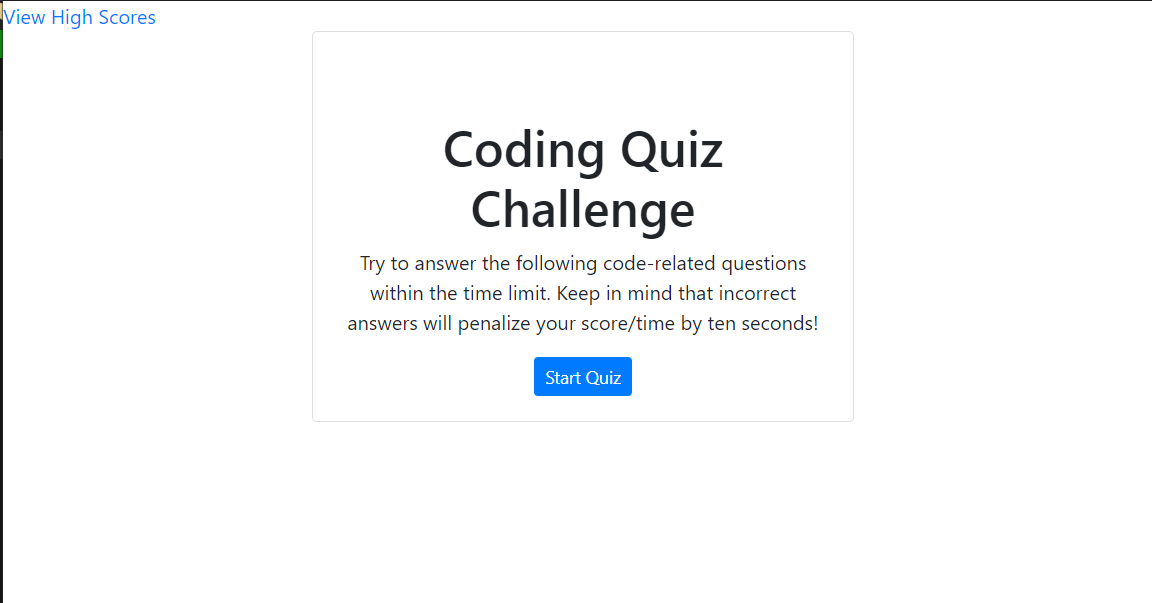 View High Scores
Coding Quiz
Challenge
Try to answer the following code-related questions
within the time limit. Keep in mind that incorrect
answers will penalize your score/time by ten seconds!
Start Quiz